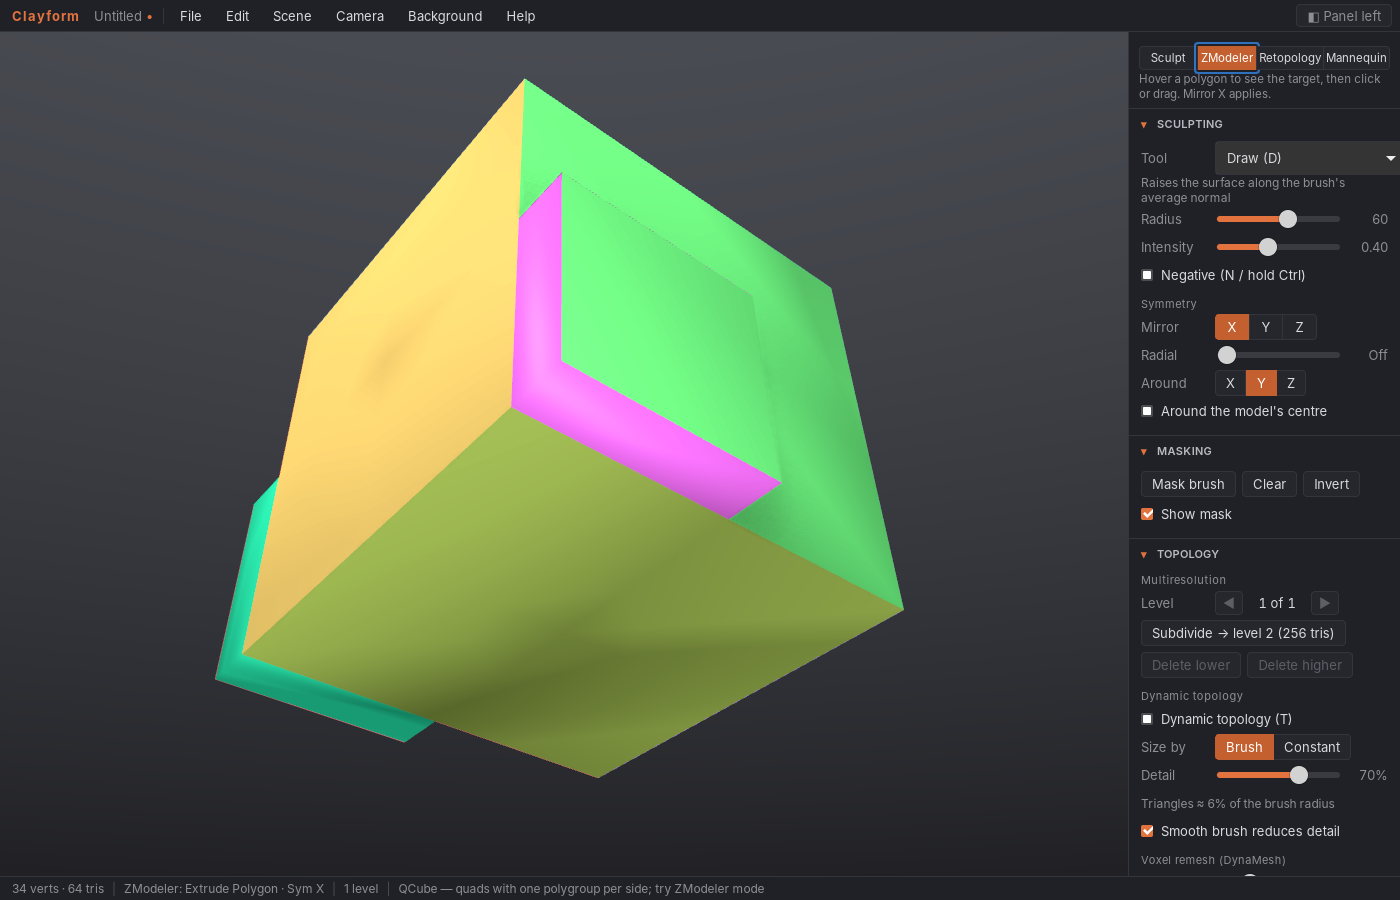 Clayform Untitled • File Edit Scene Camera Background Help Panel left
Sculpt ZModeler Retopology Mannequin
Hover a polygon to see the target, then click
or drag. Mirror X applies.
SCULPTING
Tool Draw (D)
Raises the surface along the brush's
average normal
Radius 60
Intensity 0.40
Negative (N / hold Ctrl)
Symmetry
Mirror X Y Z
Radial Off
Around X Y Z
Around the model's centre
MASKING
Mask brush Clear Invert
Show mask
TOPOLOGY
Multiresolution
Level 1 of 1
Subdivide → level 2 (256 tris)
Delete lower Delete higher
Dynamic topology
Dynamic topology (T)
Size by Brush Constant
Detail 70%
Triangles ≈ 6% of the brush radius
Smooth brush reduces detail
Voxel remesh (DynaMesh)
34 verts · 64 tris ZModeler: Extrude Polygon · Sym X 1 level QCube — quads with one polygroup per side; try ZModeler mode